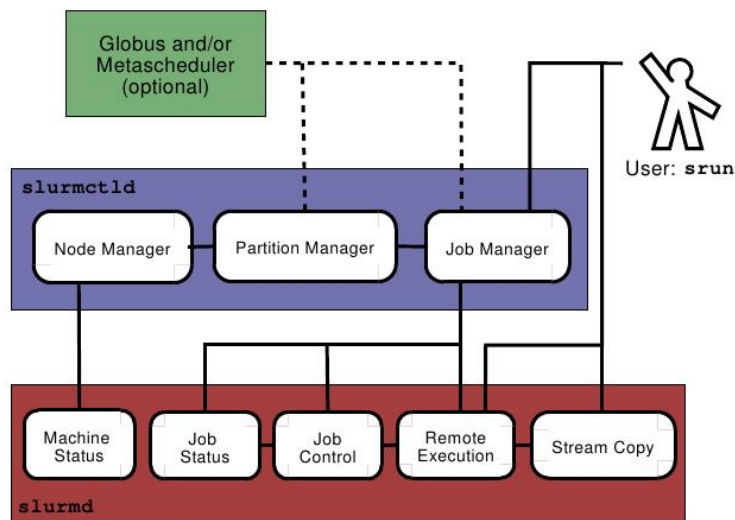 Globus and/or
Metascheduler
(optional)
User: srun
slurmctld
Node Manager
Partition Manager
Job Manager
Machine
Status
Job
Status
Job
Control
Remote
Execution
Stream Copy
slurmd